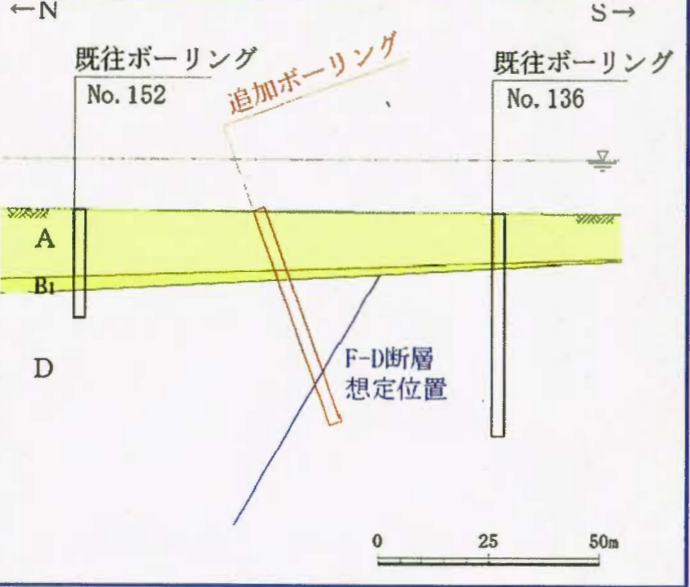 ←N
S→
既往ボーリング
No.152
追加ボーリング
既往ボーリング
No.136
A
B1
D
F-D断層
想定位置
0 25 50m